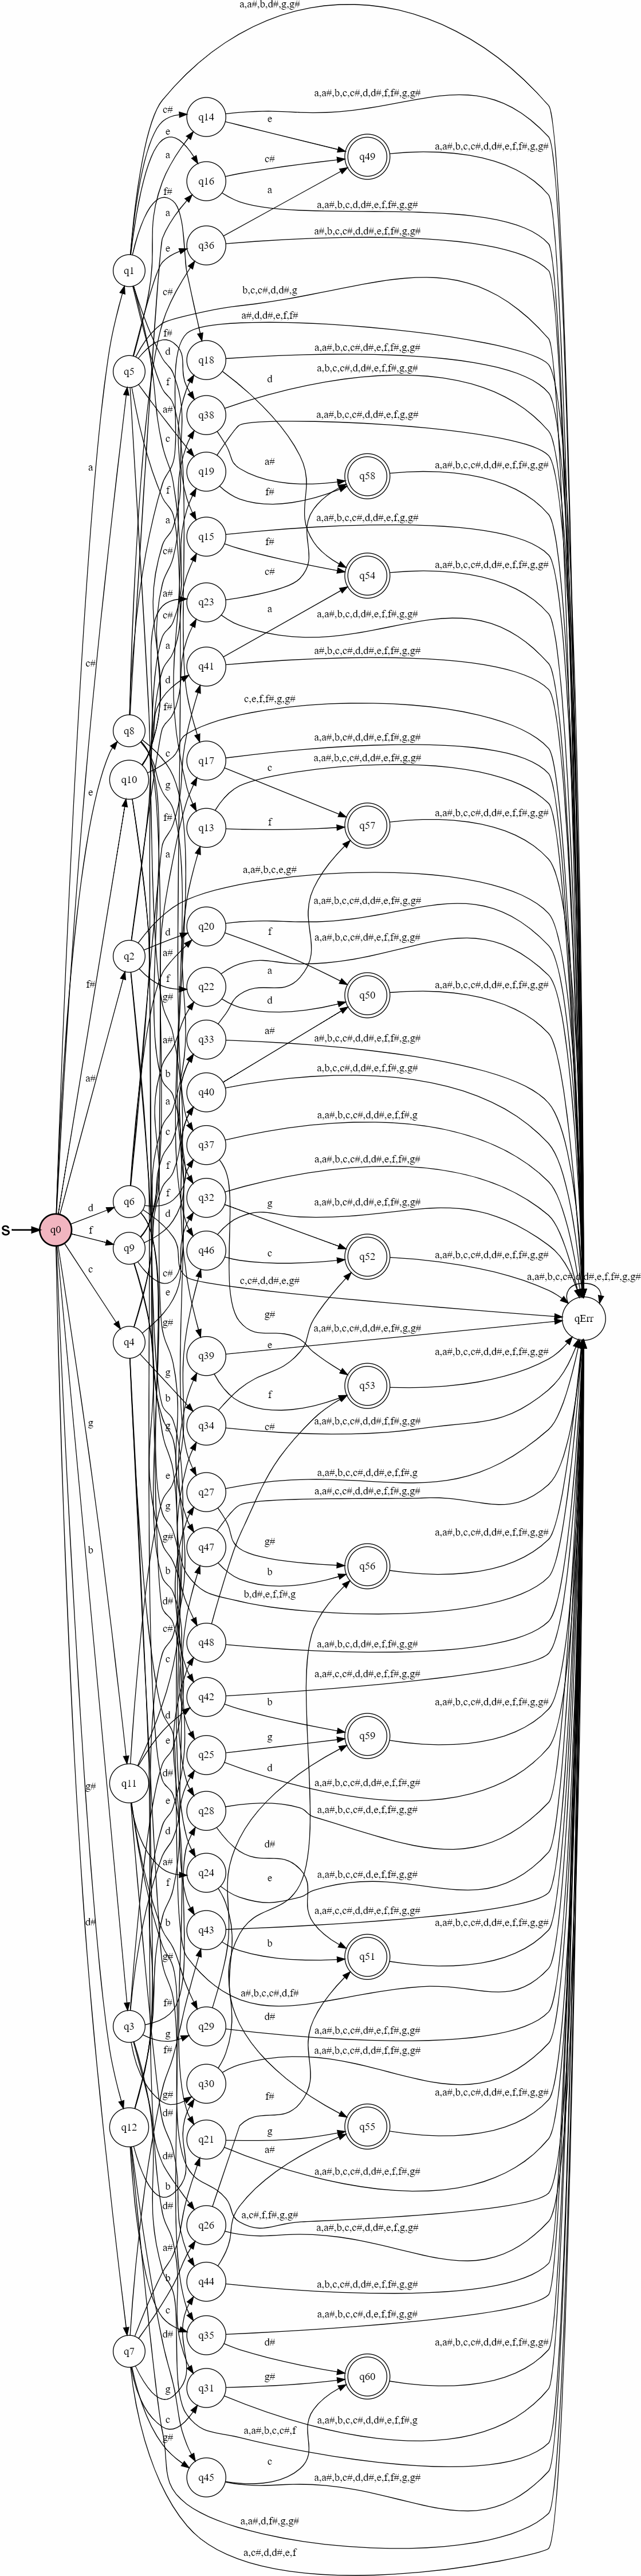 a,a#,b,d#,g,g#
c#
q14
a,a#,b,c,c#,d,d#,f,f#,g,g#
e
e
q49
a,a#,b,c,c#,d,d#,e,f,f#,g,g#
a
q16
c#
f#
a
a,a#,b,c,d,d#,e,f,f#,g,g#
a
e
q36
a#,b,c,c#,d,d#,e,f,f#,g,g#
q1
c#
b,c,c#,d,d#,g
a#,d,d#,e,f,f#
f#
d
q18
a,a#,b,c,c#,d#,e,f,f#,g,g#
q5
a,b,c,c#,d,d#,e,f,f#,g,g#
f
d
a#
q38
a,a#,b,c,c#,d,d#,e,f,g,g#
c
a
a#
q19
q58
a,a#,b,c,c#,d,d#,e,f,f#,g,g#
f
f#
a
a,a#,b,c,c#,d,d#,e,f,g,g#
c#
q15
f#
q54
a,a#,b,c,c#,d,d#,e,f,f#,g,g#
c#
a#
q23
c#
a,a#,b,c,d,d#,e,f,f#,g,g#
a
a
c#
q41
a#,b,c,c#,d,d#,e,f,f#,g,g#
d
c,e,f,f#,g,g#
f#
q8
c
q17
a,a#,b,c#,d,d#,e,f,f#,g,g#
q10
c
a,a#,b,c,c#,d,d#,e,f#,g,g#
e
g
f#
q13
f
q57
a,a#,b,c,c#,d,d#,e,f,f#,g,g#
a
a,a#,b,c,e,g#
a,a#,b,c,c#,d,d#,e,f#,g,g#
d
q20
f
q2
a#
a,a#,b,c,c#,d#,e,f,f#,g,g#
f#
f
q22
a
d
q50
a,a#,b,c,c#,d,d#,e,f,f#,g,g#
g#
a#
q33
a#
a#,b,c,c#,d,d#,e,f,f#,g,g#
a#
b
q40
a,b,c,c#,d,d#,e,f,f#,g,g#
a
c
q37
a,a#,b,c,c#,d,d#,e,f,f#,g
f
q32
a,a#,b,c,c#,d,d#,e,f,f#,g#
d
q6
d
g
a,a#,b,c#,d,d#,e,f,f#,g,g#
S
q0
f
q9
c#
q46
c
q52
a,a#,b,c,c#,d,d#,e,f,f#,g,g#
a,a#,b,c,c#,d,d#,e,f,f#,g,g#
c,c#,d,d#,e,g#
c
e
g#
qErr
q4
g#
a,a#,b,c,c#,d,d#,e,f#,g,g#
e
q39
a,a#,b,c,c#,d,d#,e,f,f#,g,g#
g
b
f
q53
g
c#
g
q34
a,a#,b,c,c#,d,d#,f,f#,g,g#
e
a,a#,b,c,c#,d,d#,e,f,f#,g
q27
a,a#,c,c#,d,d#,e,f,f#,g,g#
g
g#
a,a#,b,c,c#,d,d#,e,f,f#,g,g#
g#
q47
b
q56
b
b
d#
b,d#,e,f,f#,g
c#
q48
a,a#,b,c,d,d#,e,f,f#,g,g#
c
a,a#,c,c#,d,d#,e,f,f#,g,g#
q42
a,a#,b,c,c#,d,d#,e,f,f#,g,g#
d
b
q59
e
q25
g
d
q11
d#
a,a#,b,c,c#,d,d#,e,f,f#,g#
g#
e
q28
a,a#,b,c,c#,d,e,f,f#,g,g#
d
d#
a#
q24
e
a,a#,b,c,c#,d,e,f,f#,g,g#
f
a,a#,c,c#,d,d#,e,f,f#,g,g#
a,a#,b,c,c#,d,d#,e,f,f#,g,g#
d#
b
q43
b
q51
g#
a#,b,c,c#,d,f#
f#
q3
q29
d#
a,a#,b,c,c#,d#,e,f,f#,g,g#
g
f#
a,a#,b,c,c#,d,d#,f,f#,g,g#
q30
g#
f#
a,a#,b,c,c#,d,d#,e,f,f#,g,g#
d#
q12
q21
g
q55
a#
d#
a,a#,b,c,c#,d,d#,e,f,f#,g#
b
d#
a,c#,f,f#,g,g#
q26
a,a#,b,c,c#,d,d#,e,f,g,g#
a#
b
q44
a,b,c,c#,d,d#,e,f,f#,g,g#
c
q35
a,a#,b,c,c#,d,e,f,f#,g,g#
d#
d#
a,a#,b,c,c#,d,d#,e,f,f#,g,g#
q7
g#
q60
g
q31
a,a#,b,c,c#,d,d#,e,f,f#,g
c
a,a#,b,c,c#,f
g#
c
q45
a,a#,b,c#,d,d#,e,f,f#,g,g#
a,a#,d,f#,g,g#
a,c#,d,d#,e,f